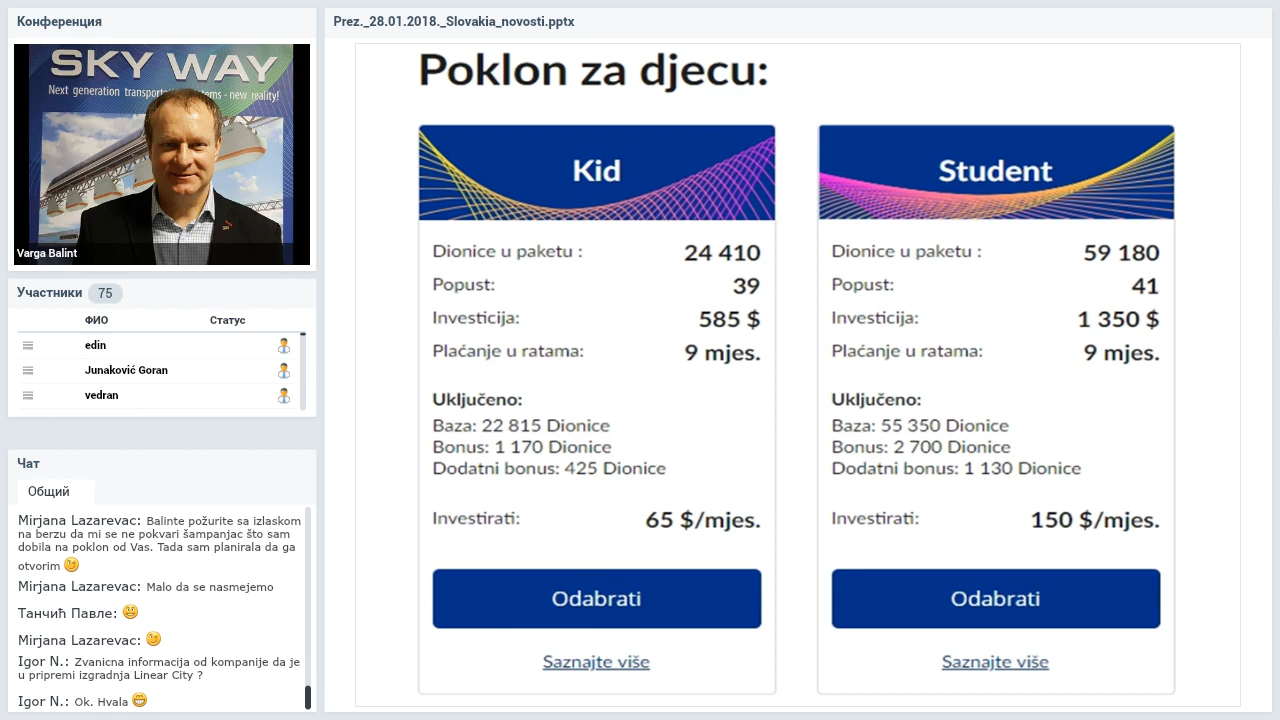 Конференция
SKY WAY
Next generation transporta
ems - new reality!
Varga Balint
Участники 75
ФИО Статус
edin
Junaković Goran
vedran
Чат
Общий
Mirjana Lazarevac: Balinte požurite sa izlaskom
na berzu da mi se ne pokvari šampanjac što sam
dobila na poklon od Vas. Tada sam planirala da ga
otvorim
Mirjana Lazarevac: Malo da se nasmejemo
Танчић Павле:
Mirjana Lazarevac:
Igor N.: Zvanicna informacija od kompanije da je
u pripremi izgradnja Linear City ?
Igor N.: Ok. Hvala
Prez._28.01.2018._Slovakia_novosti.pptx
Poklon za djecu:
Kid
Dionice u paketu : 24 410
Popust: 39
Investicija: 585 $
Plaćanje u ratama: 9 mjes.
Uključeno:
Baza: 22 815 Dionice
Bonus: 1 170 Dionice
Dodatni bonus: 425 Dionice
Investirati: 65 $/mjes.
Odabrati
Saznajte više
Student
Dionice u paketu : 59 180
Popust: 41
Investicija: 1 350 $
Plaćanje u ratama: 9 mjes.
Uključeno:
Baza: 55 350 Dionice
Bonus: 2 700 Dionice
Dodatni bonus: 1 130 Dionice
Investirati: 150 $/mjes.
Odabrati
Saznajte više